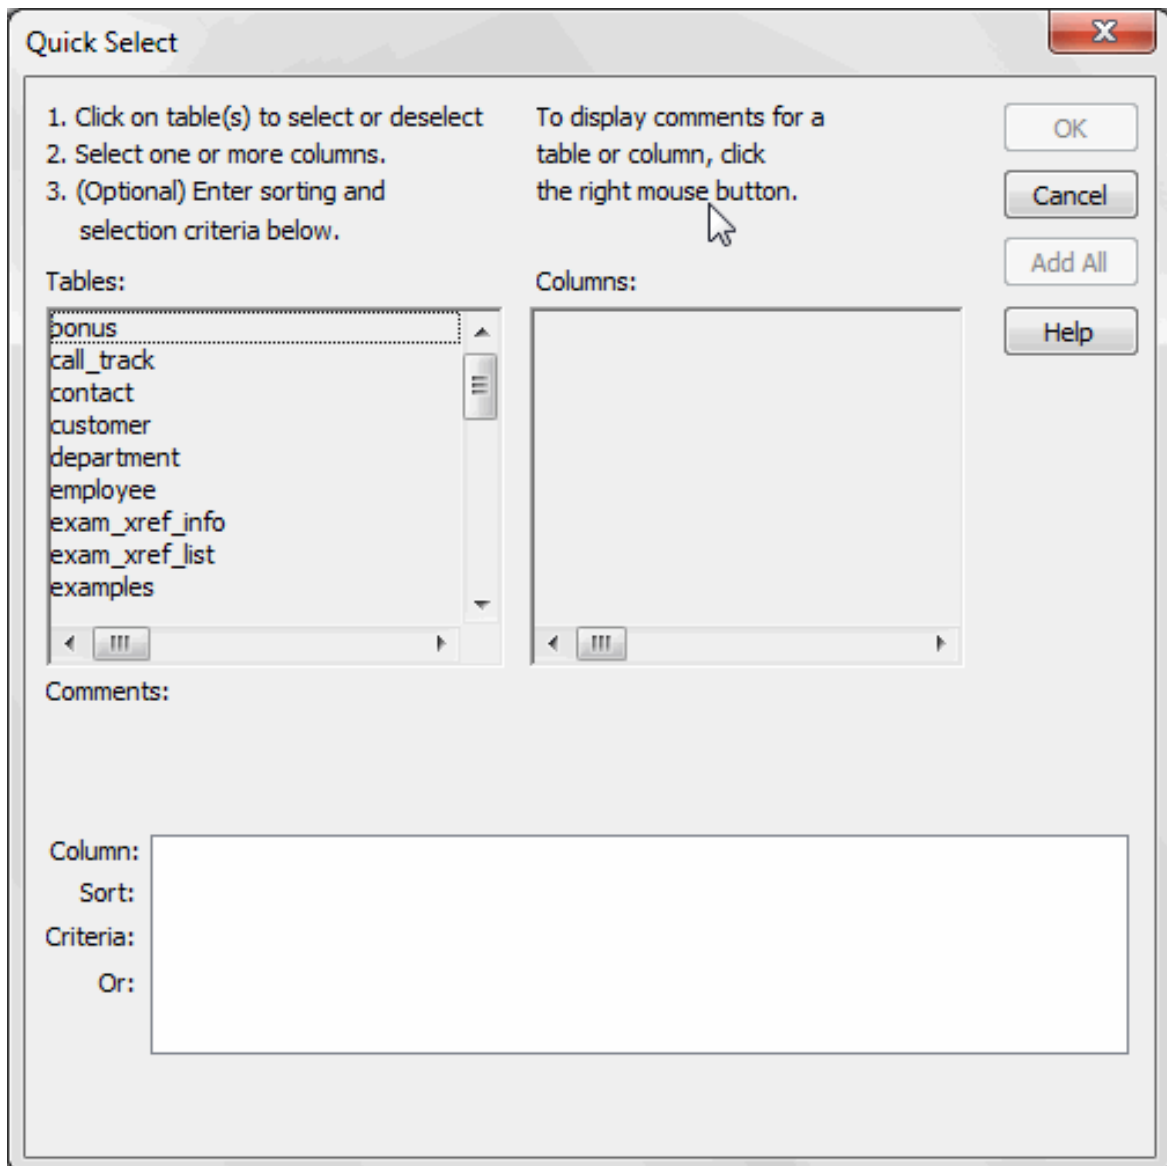 Quick Select
1. Click on table(s) to select or deselect
2. Select one or more columns.
3. (Optional) Enter sorting and
selection criteria below.
To display comments for a
table or column, click
the right mouse button.
OK
Cancel
Add All
Help
Tables:
bonus
call_track
contact
customer
department
employee
exam_xref_info
exam_xref_list
examples
Columns:
Comments:
Column:
Sort:
Criteria:
Or: